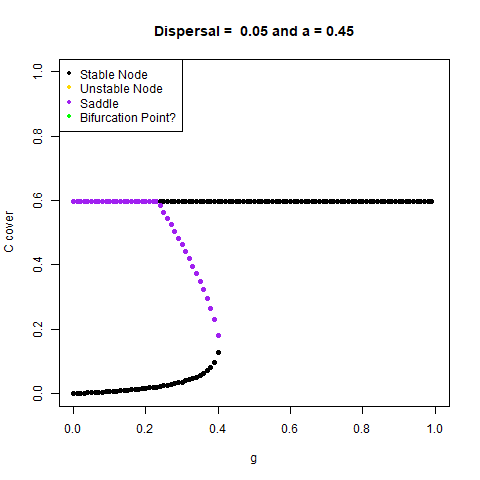 Dispersal =  0.05 and a = 0.45
Stable Node
Unstable Node
Saddle
Bifurcation Point?
C cover
1.0
0.8
0.6
0.4
0.2
0.0
0.0 0.2 0.4 0.6 0.8 1.0
g